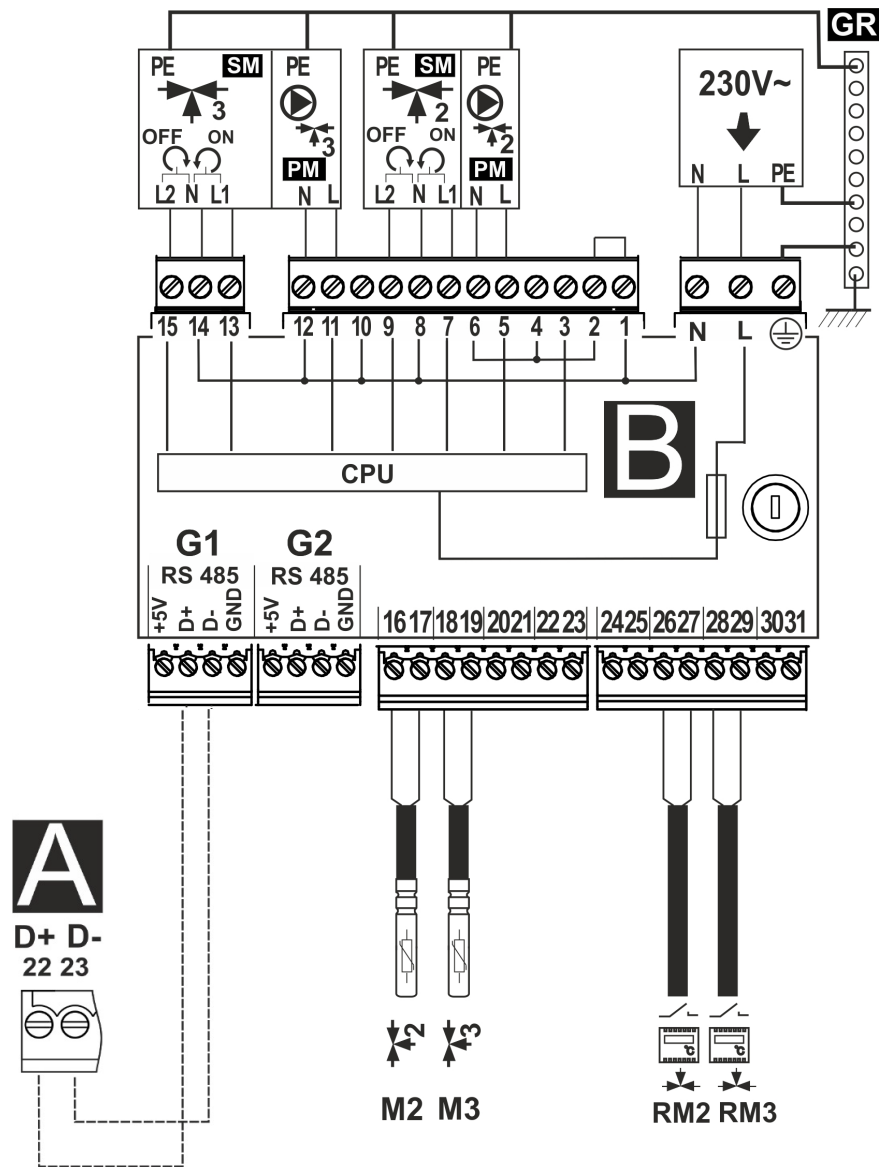 GR
PE SM PE PE SM PE
230V~
3 2
OFF ON 3 OFF ON 2
PM PM
L2 N L1 N L L2 N L1 N L N L PE
15 14 13 12 11 10 9 8 7 6 5 4 3 2 1 N L
B
CPU
G1 G2
RS 485 RS 485
+5V D+ D- GND +5V D+ D- GND
16 17 18 19 20 21 22 23 24 25 26 27 28 29 30 31
A
D+ D-
22 23
2 3
°C °C
M2 M3 RM2 RM3